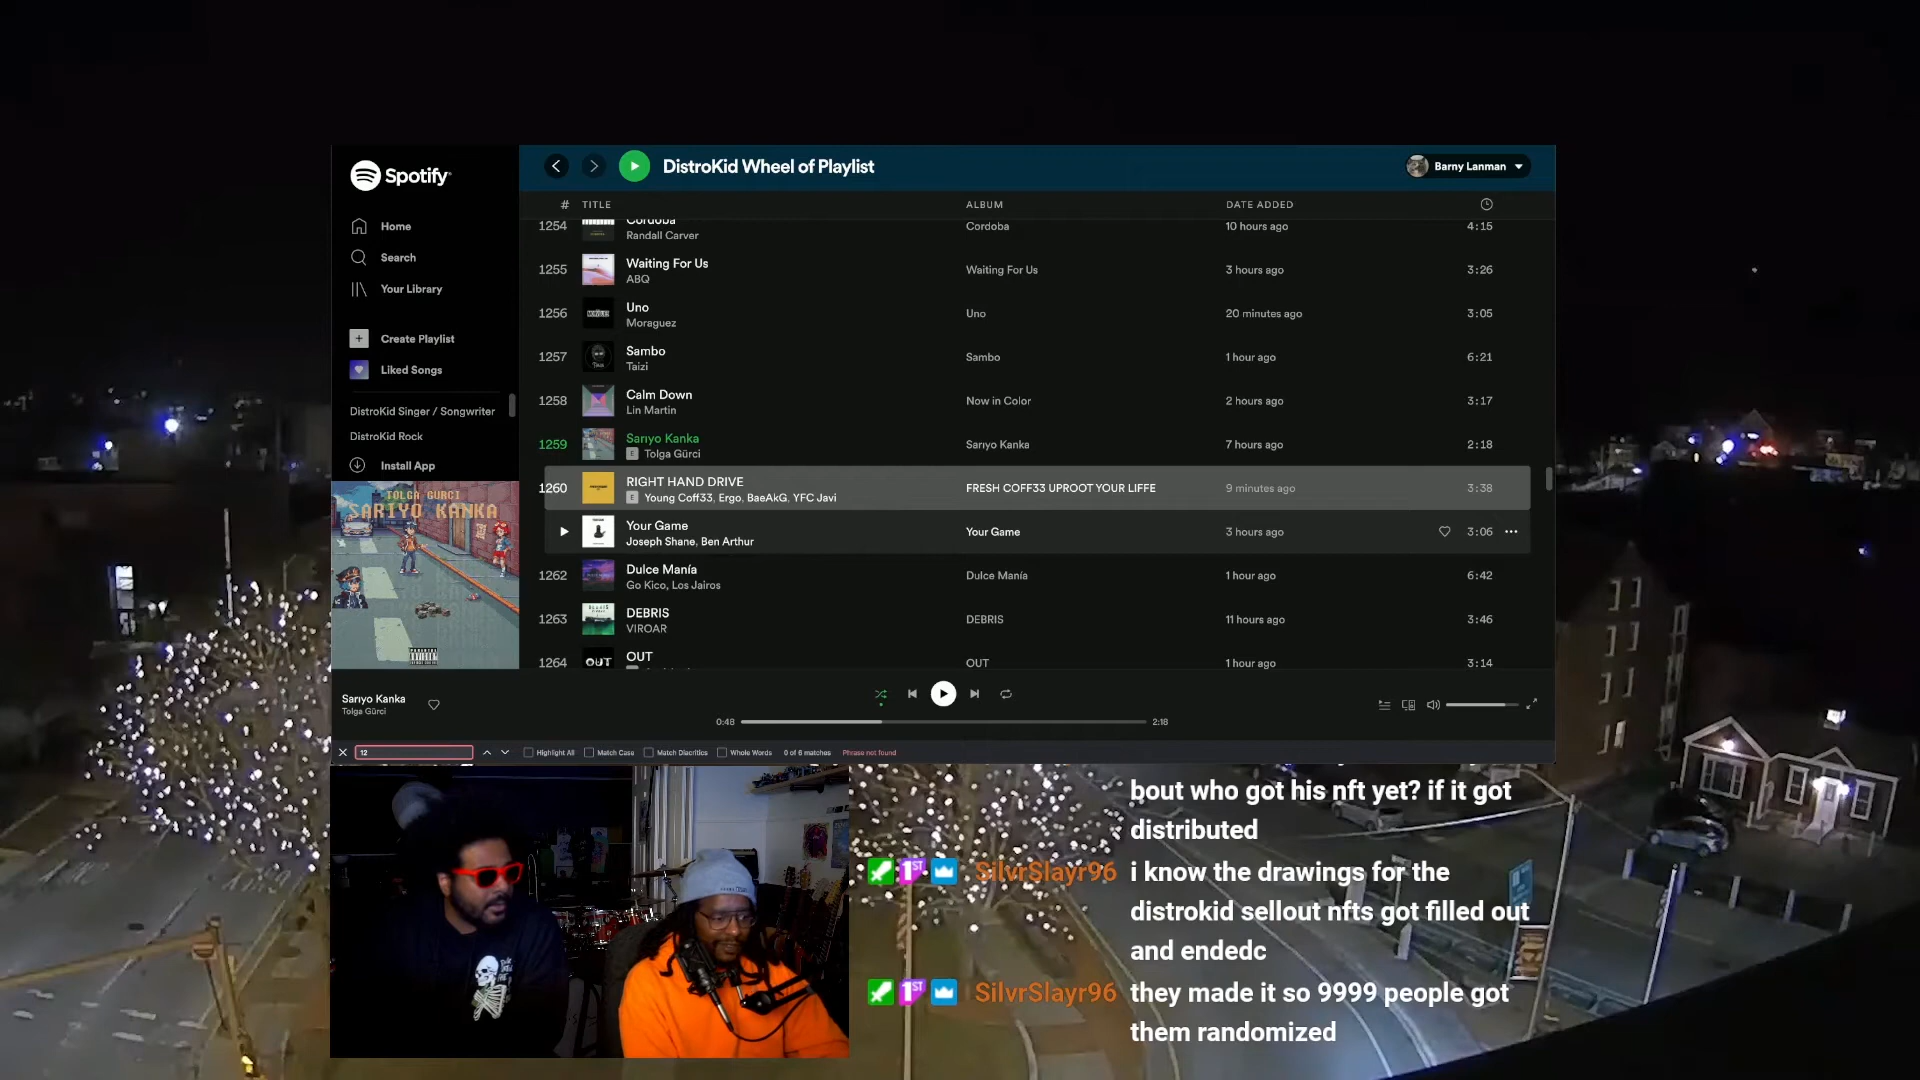 Spotify
DistroKid Wheel of Playlist
Barny Lanman
Home
Search
Your Library
Create Playlist
Liked Songs
DistroKid Singer / Songwriter
DistroKid Rock
Install App
# TITLE ALBUM DATE ADDED
1254 Cordoba Cordoba 10 hours ago 4:15
Randall Carver
1255 Waiting For Us Waiting For Us 3 hours ago 3:26
ABQ
1256 Uno Uno 20 minutes ago 3:05
Moraguez
1257 Sambo Sambo 1 hour ago 6:21
Taizi
1258 Calm Down Now in Color 2 hours ago 3:17
Lin Martin
1259 Sarıyo Kanka Sarıyo Kanka 7 hours ago 2:18
E Tolga Gürci
1260 RIGHT HAND DRIVE FRESH COFF33 UPROOT YOUR LIFFE 9 minutes ago 3:38
E Young Coff33, Ergo, BaeAkG, YFC Javi
Your Game Your Game 3 hours ago 3:06
Joseph Shane, Ben Arthur
1262 Dulce Manía Dulce Manía 1 hour ago 6:42
Go Kico, Los Jairos
1263 DEBRIS DEBRIS 11 hours ago 3:46
VIROAR
1264 OUT OUT 1 hour ago 3:14
OUT
TOLGA GURCI
SARIYO KANKA
Sarıyo Kanka
Tolga Gürci
0:48 2:18
12 Highlight All Match Case Match Diacritics Whole Words 0 of 6 matches Phrase not found
bout who got his nft yet? if it got
distributed
1ST SilvrSlayr96 i know the drawings for the
distrokid sellout nfts got filled out
and endedc
1ST SilvrSlayr96 they made it so 9999 people got
them randomized